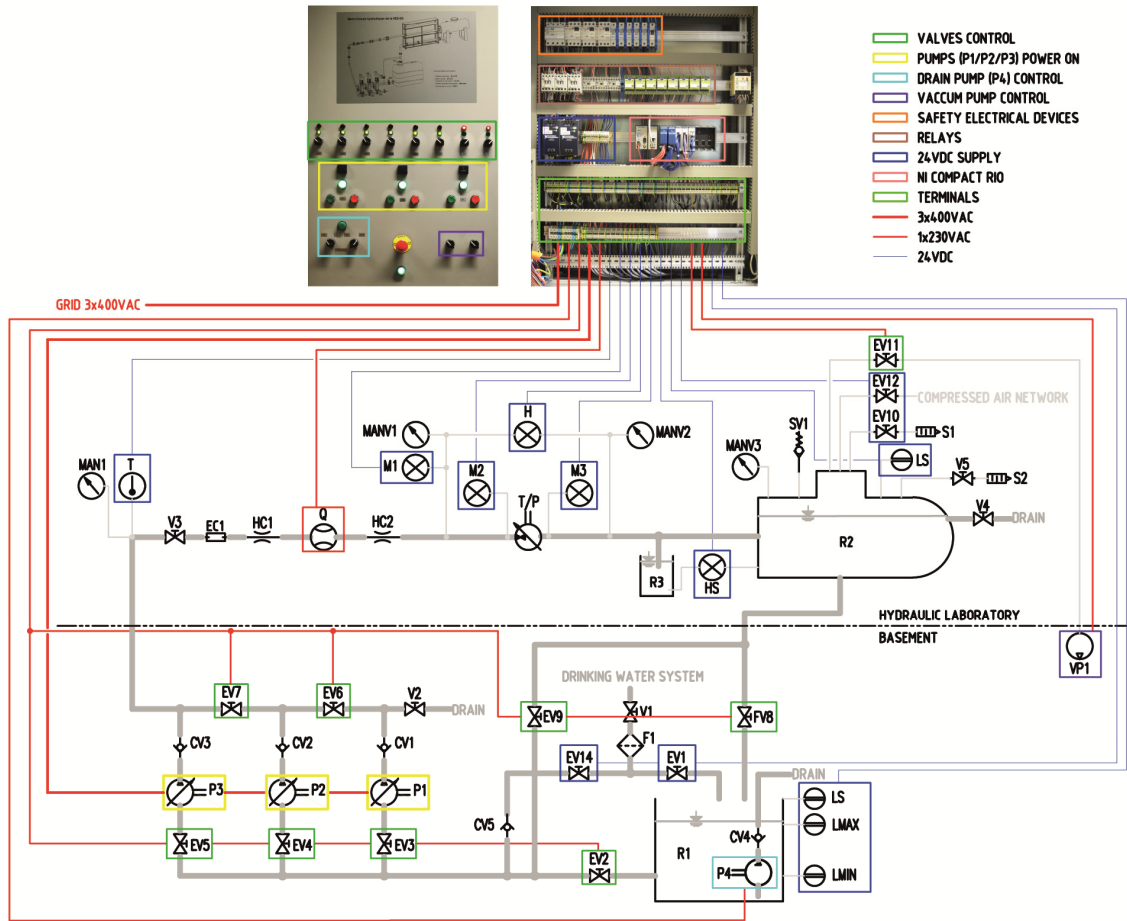 VALVES CONTROL
PUMPS (P1/P2/P3) POWER ON
DRAIN PUMP (P4) CONTROL
VACCUM PUMP CONTROL
SAFETY ELECTRICAL DEVICES
RELAYS
24VDC SUPPLY
NI COMPACT RIO
TERMINALS
3x400VAC
1x230VAC
24VDC
GRID 3x400VAC
EV11
EV12
COMPRESSED AIR NETWORK
EV10
S1
H
MANV1
MANV2
SV1
MANV3
LS
V5
S2
MAN1
T
M1
M2
M3
T/P
V4
DRAIN
V3
EC1
HC1
Q
HC2
R2
R3
HS
HYDRAULIC LABORATORY
BASEMENT
VP1
DRINKING WATER SYSTEM
EV7
EV6
V2
DRAIN
EV9
V1
FV8
CV3
CV2
CV1
F1
EV14
EV1
DRAIN
P3
P2
P1
LS
CV5
LMAX
CV4
EV5
EV4
EV3
EV2
R1
P4
LMIN